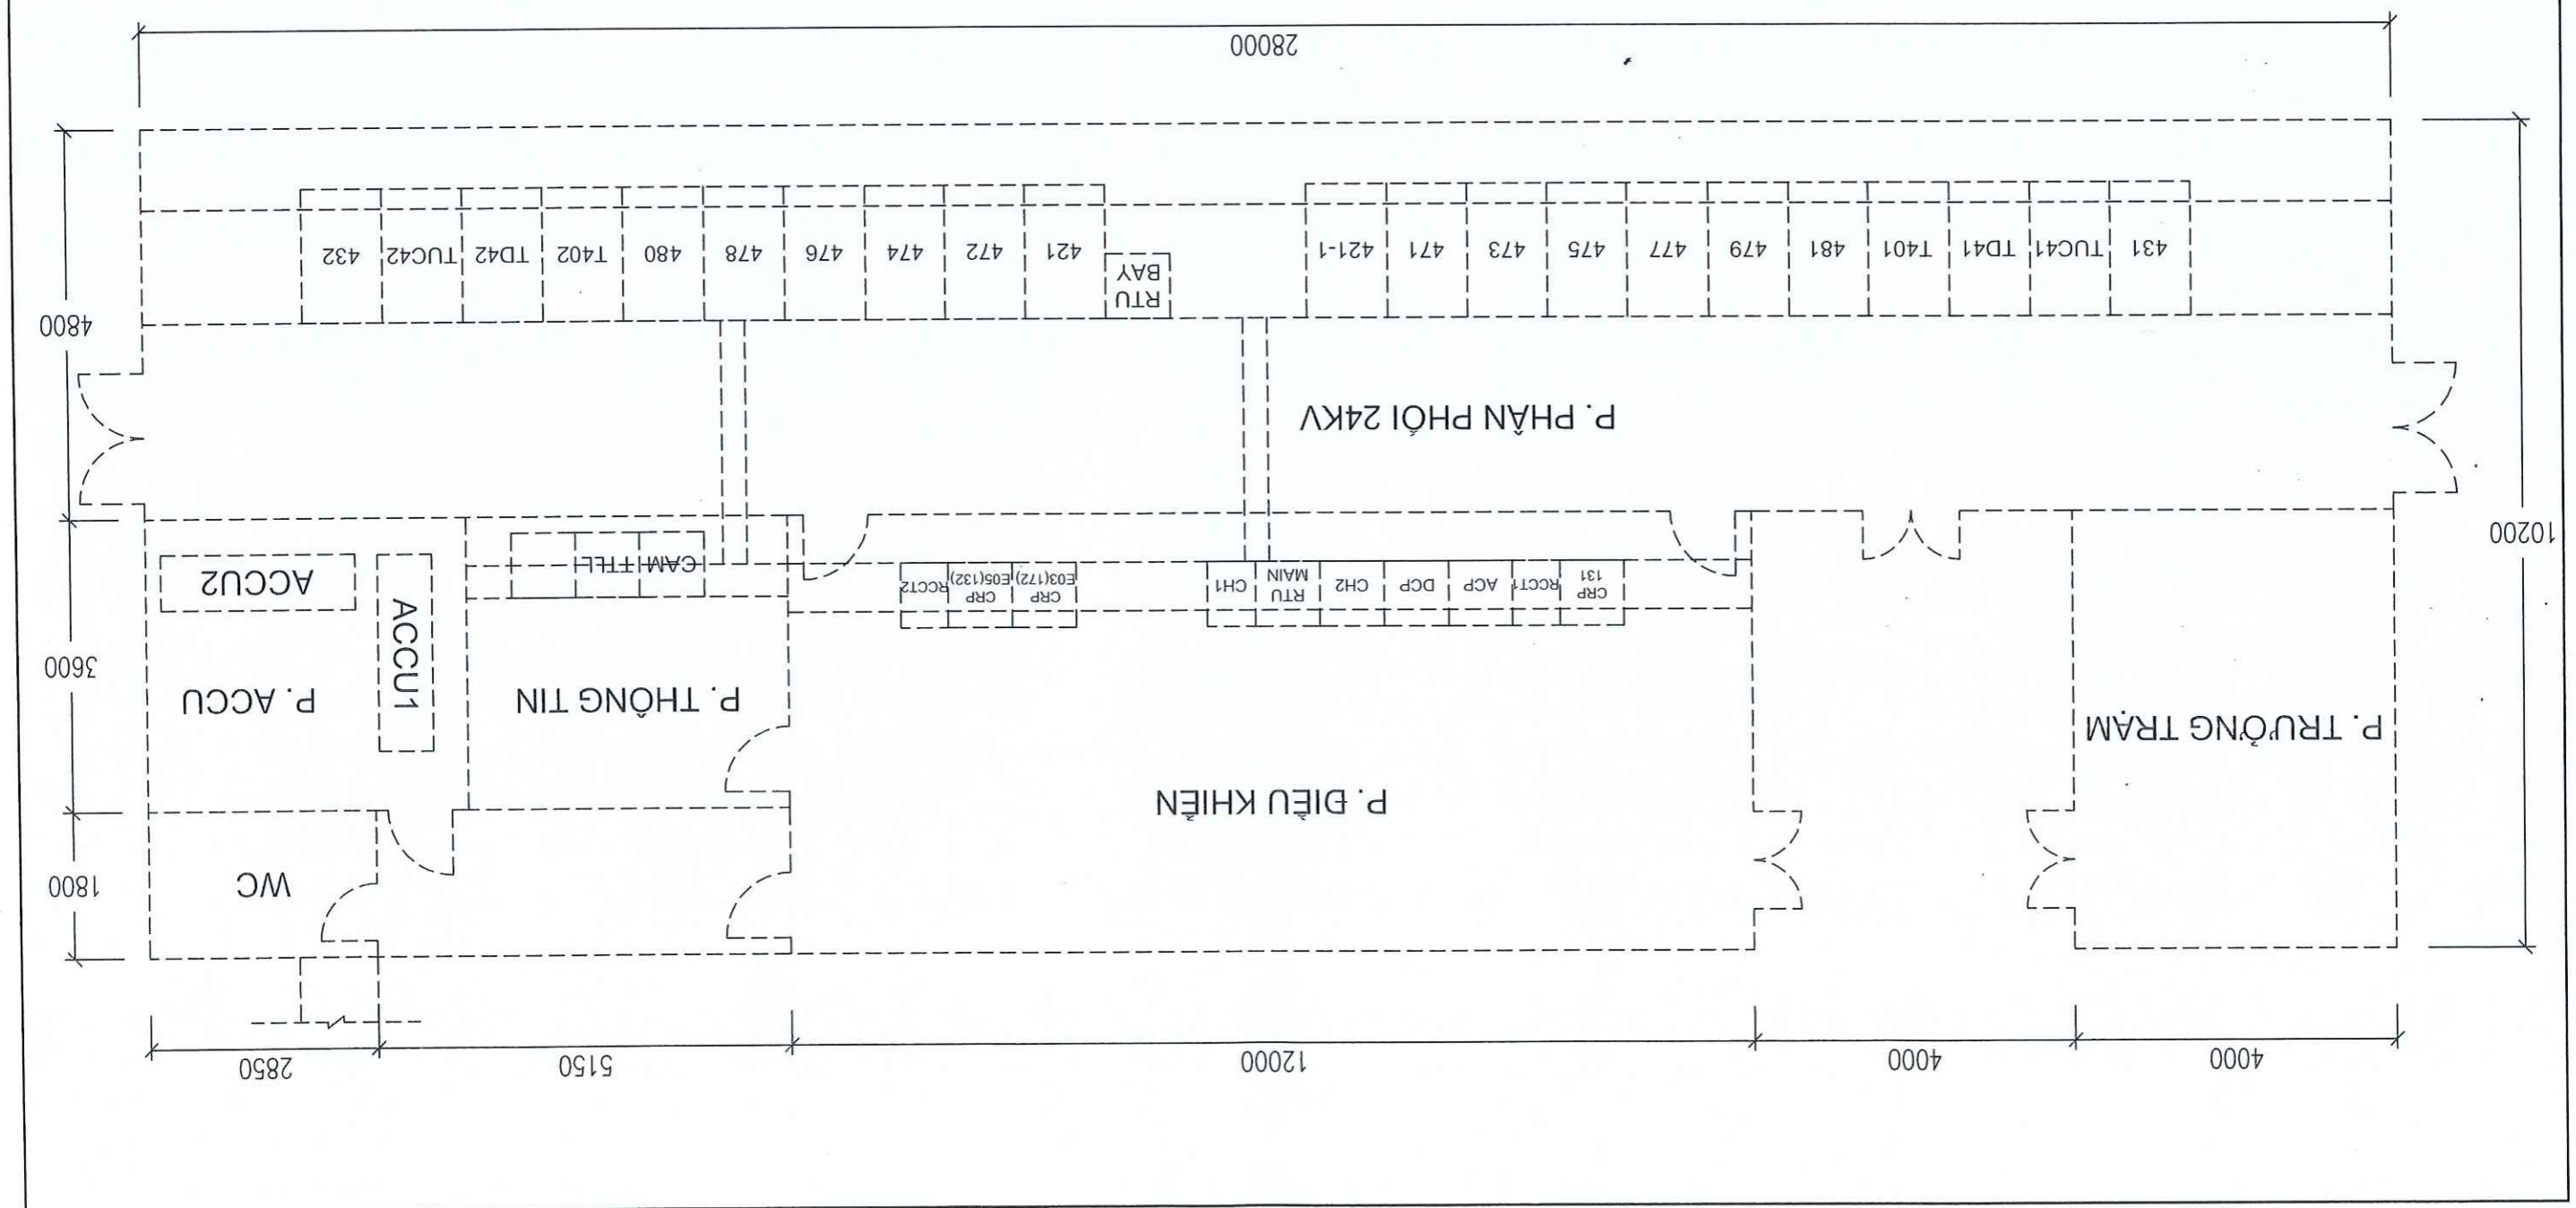 4000
4000
12000
5150
2850
P. TRƯỞNG TRẠM
P. ĐIỀU KHIỂN
WC
1800
P. THÔNG TIN
P. ACCU
3600
ACCU1
ACCU2
CRP
131
RCCT1
ACP
DCP
CH2
RTU
MAIN
CH1
CRP
E03(172)
CRP
E05(132)
RCCT2
CAM
TTLL
10200
P. PHÂN PHỐI 24KV
4800
431
TUC41
TD41
T401
481
479
477
475
473
471
421-1
RTU
BAY
421
472
474
476
478
480
T402
TD42
TUC42
432
28000